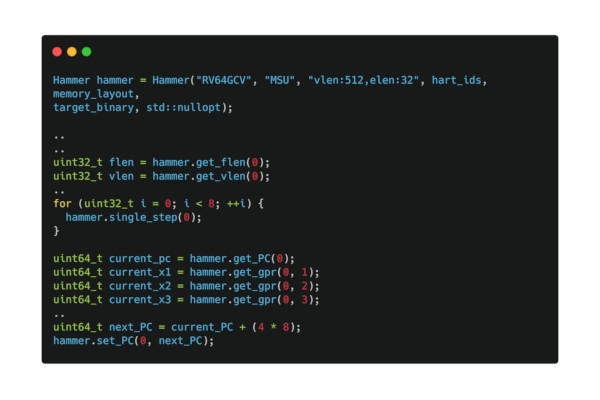 Hammer hammer = Hammer("RV64GCV", "MSU", "vlen:512,elen:32", hart_ids,
memory_layout,
target_binary, std::nullopt);
..
..
uint32_t flen = hammer.get_flen(0);
uint32_t vlen = hammer.get_vlen(0);
..
for (uint32_t i = 0; i < 8; ++i) {
  hammer.single_step(0);
}
uint64_t current_pc = hammer.get_PC(0);
uint64_t current_x1 = hammer.get_gpr(0, 1);
uint64_t current_x2 = hammer.get_gpr(0, 2);
uint64_t current_x3 = hammer.get_gpr(0, 3);
..
uint64_t next_PC = current_PC + (4 * 8);
hammer.set_PC(0, next_PC);